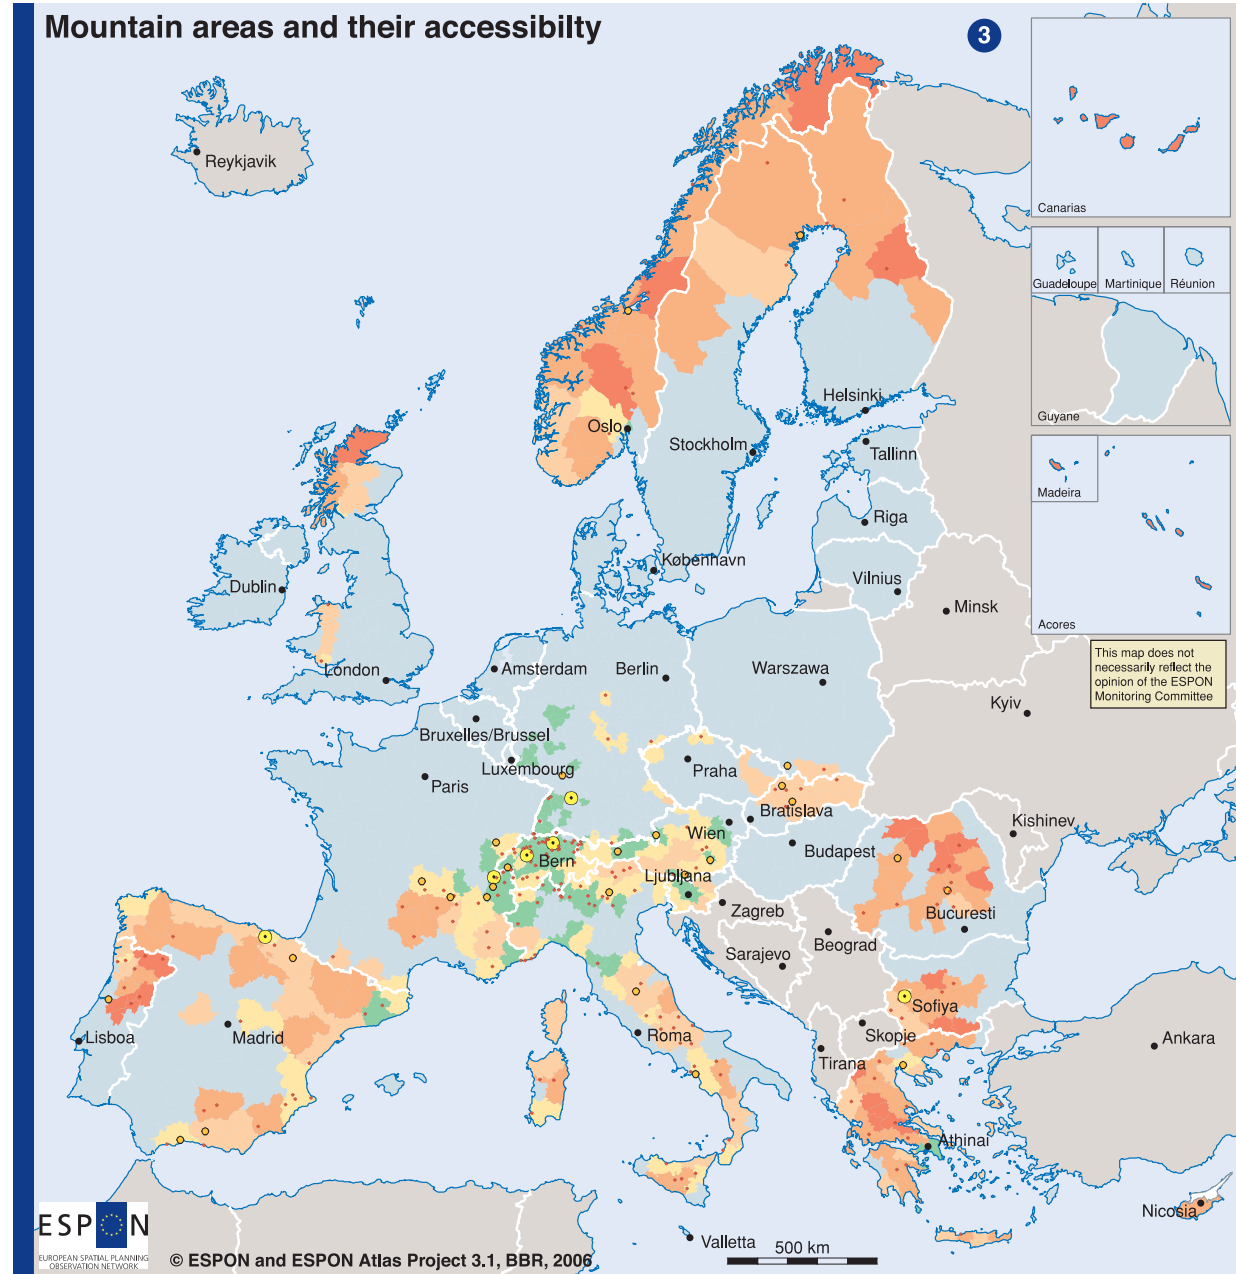 Mountain areas and their accessibilty
3
Reykjavik
Canarias
Guadeloupe
Martinique
Réunion
Guyane
Helsinki
Oslo
Stockholm
Tallinn
Madeira
Riga
København
Dublin
Vilnius
Minsk
Acores
This map does not
necessarily reflect the
opinion of the ESPON
Monitoring Committee
London
Amsterdam
Berlin
Warszawa
Kyiv
Bruxelles/Brussel
Luxembourg
Praha
Paris
Bratislava
Kishinev
Wien
Bern
Budapest
Ljubljana
Zagreb
Bucuresti
Beograd
Sarajevo
Sofiya
Lisboa
Madrid
Roma
Skopje
Ankara
Tirana
Athinai
Nicosia
Valletta
500 km
ESPON
EUROPEAN SPATIAL PLANNING
OBSERVATION NETWORK
© ESPON and ESPON Atlas Project 3.1, BBR, 2006